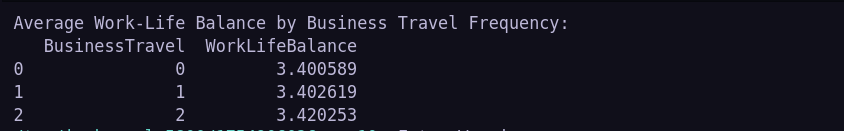 Average Work-Life Balance by Business Travel Frequency:
BusinessTravel WorkLifeBalance
0 0 3.400589
1 1 3.402619
2 2 3.420253